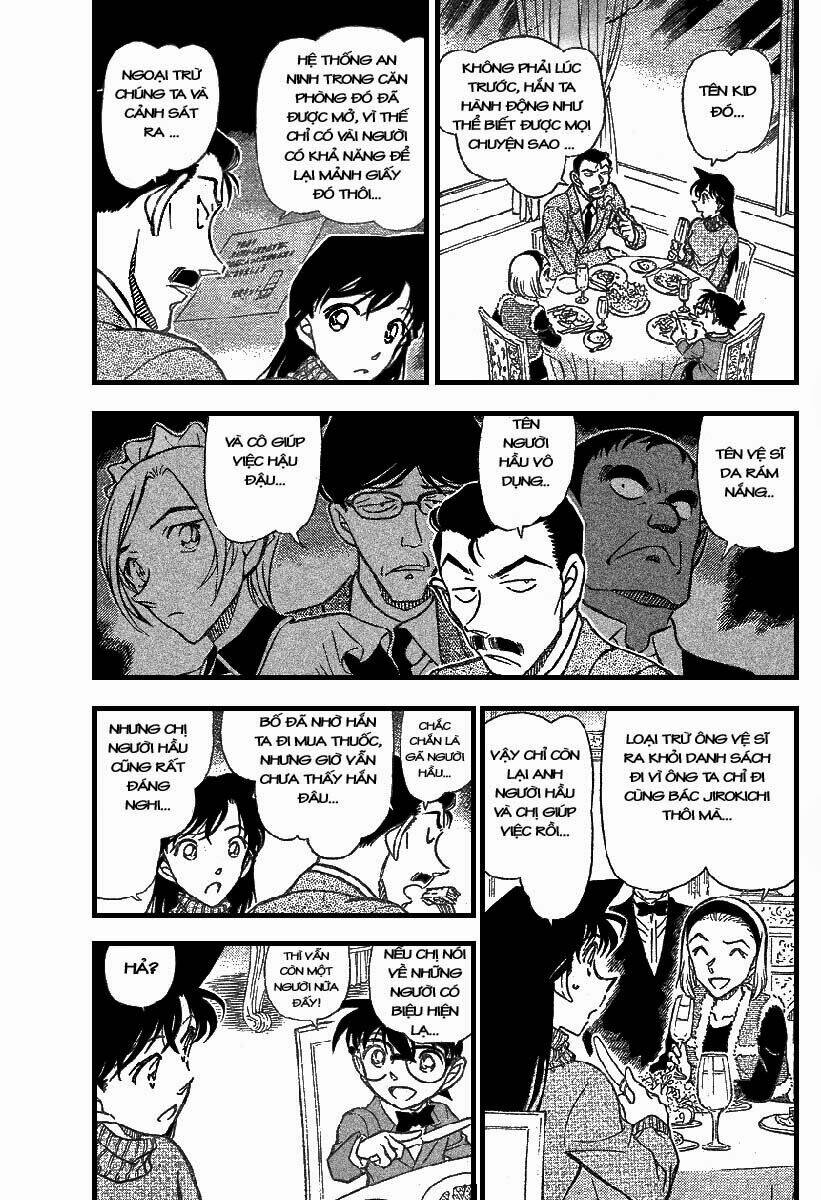 TÊN KID
ĐÓ...
KHÔNG PHẢI LÚC
TRƯỚC, HẮN TA
HÀNH ĐỘNG NHƯ
THỂ BIẾT ĐƯỢC MỌI
CHUYỆN SAO ...
HỆ THỐNG AN
NINH TRONG CĂN
PHÒNG ĐÓ ĐÃ
ĐƯỢC MỞ, VÌ THẾ
CHỈ CÓ VÀI NGƯỜI
CÓ KHẢ NĂNG ĐỂ
LẠI MẢNH GIẤY
ĐÓ THÔI...
NGOẠI TRỪ
CHÚNG TA VÀ
CẢNH SÁT
RA ...
TÊN VỆ SĨ
DA RÁM
NẮNG..
TÊN
NGƯỜI
HẦU VÔ
DỤNG...
VÀ CÔ GIÚP
VIỆC HẬU
ĐẬU...
LOẠI TRỪ ÔNG VỆ SĨ
RA KHỎI DANH SÁCH
ĐI VÌ ÔNG TA CHỈ ĐI
CÙNG BÁC JIROKICHI
THÔI MÀ...
VẬY CHỈ CÒN
LẠI ANH
NGƯỜI HẦU
VÀ CHỊ GIÚP
VIỆC RỒI...
CHẮC
CHẮN LÀ
GÃ NGƯỜI
HẦU...
BỐ ĐÃ NHỜ HẮN
TA ĐI MUA THUỐC,
NHƯNG GIỜ VẪN
CHƯA THẤY HẮN
ĐÂU...
NHƯNG CHỊ
NGƯỜI HẦU
CŨNG RẤT
ĐÁNG
NGHI...
NẾU CHỊ NÓI
VỀ NHỮNG
NGƯỜI CÓ
BIỂU HIỆN
LẠ...
THÌ VẪN
CÒN MỘT
NGƯỜI NỮA
ĐẤY!
HẢ?